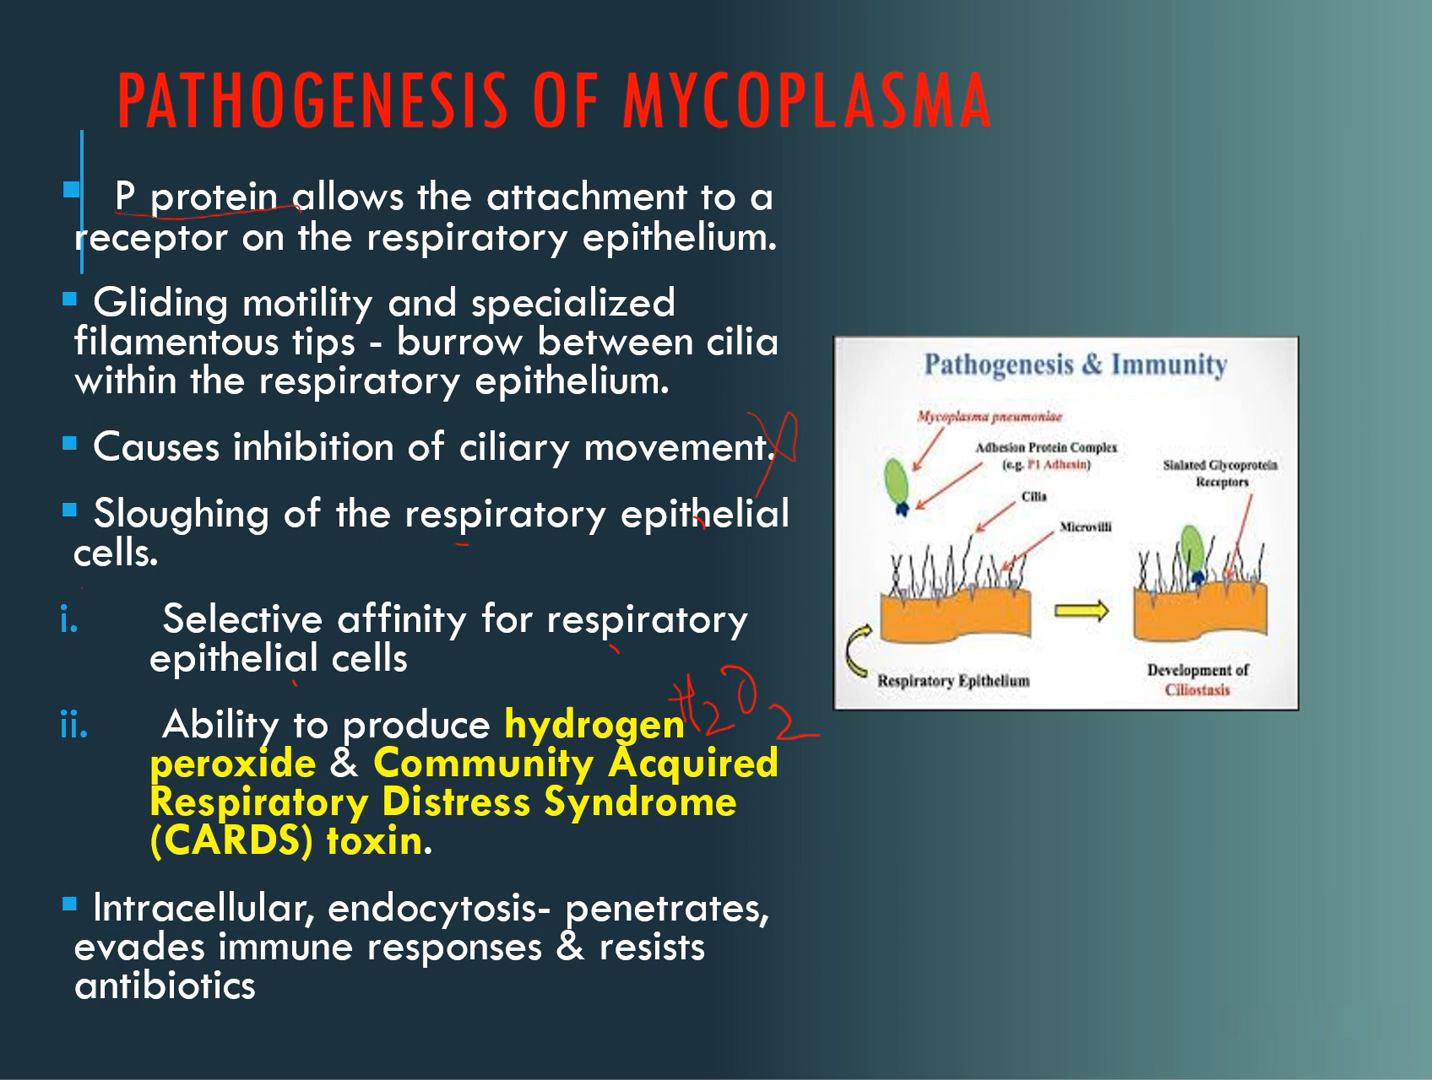 PATHOGENESIS OF MYCOPLASMA
P protein allows the attachment to a
receptor on the respiratory epithelium.
Gliding motility and specialized
filamentous tips - burrow between cilia
within the respiratory epithelium.
Causes inhibition of ciliary movement.
Sloughing of the respiratory epithelial
cells.
i. Selective affinity for respiratory
epithelial cells
H2O2
ii. Ability to produce hydrogen
peroxide & Community Acquired
Respiratory Distress Syndrome
(CARDS) toxin.
Intracellular, endocytosis- penetrates,
evades immune responses & resists
antibiotics
Pathogenesis & Immunity
Mycoplasma pneumoniae
Adhesion Protein Complex
(e.g. P1 Adhesin)
Cilia
Microvilli
Sialated Glycoprotein
Receptors
Respiratory Epithelium
Development of
Ciliostasis